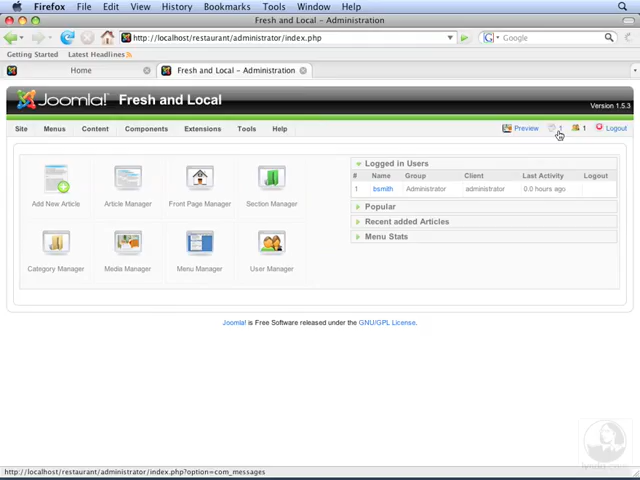 Firefox File Edit View History Bookmarks Tools Window Help
Fresh and Local - Administration
http://localhost/restaurant/administrator/index.php
Google
Getting Started Latest Headlines
Home Fresh and Local - Administration
Joomla! Fresh and Local
Version 1.5.3
Site Menus Content Components Extensions Tools Help Preview 1 1 Logout
Logged in Users
# Name Group Client Last Activity Logout
1 bsmith Administrator administrator 0.0 hours ago
Add New Article Article Manager Front Page Manager Section Manager
Popular
Recent added Articles
Menu Stats
Category Manager Media Manager Menu Manager User Manager
Joomla! is Free Software released under the GNU/GPL License.
lynda.com
http://localhost/restaurant/administrator/index.php?option=com_messages